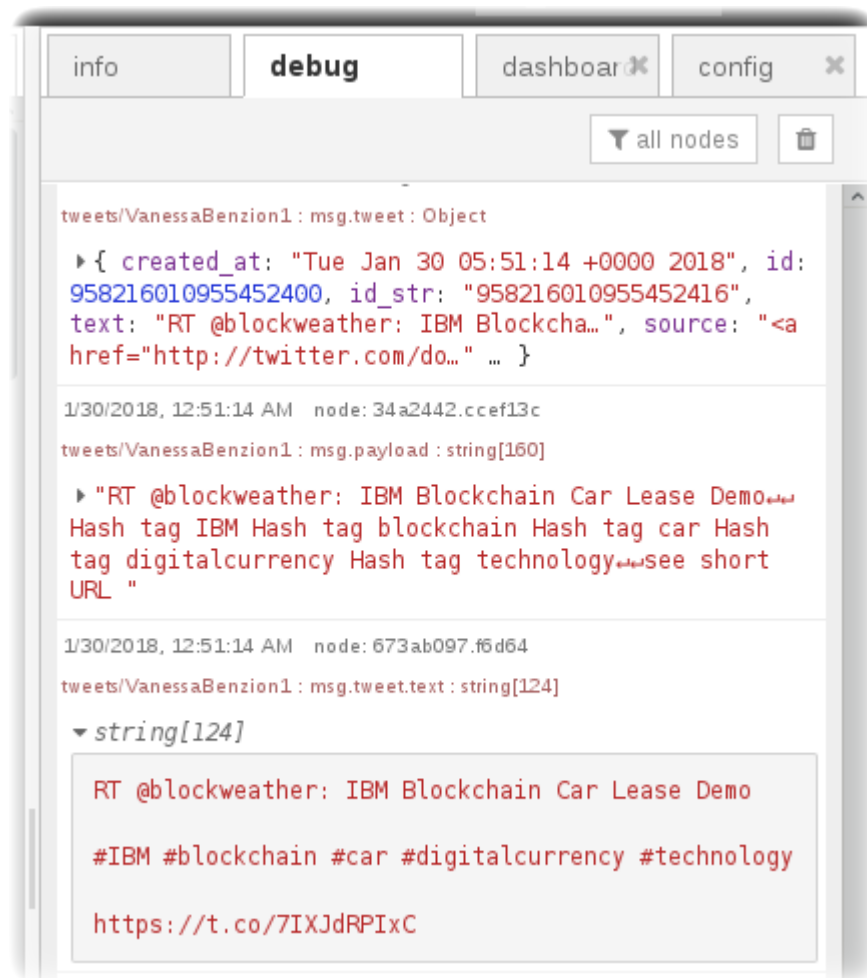 info debug dashboard config
all nodes
tweets/VanessaBenzion1 : msg.tweet : Object
{ created_at: "Tue Jan 30 05:51:14 +0000 2018", id:
958216010955452400, id_str: "958216010955452416",
text: "RT @blockweather: IBM Blockcha…", source: "<a
href="http://twitter.com/do…" … }
1/30/2018, 12:51:14 AM node: 34a2442.ccef13c
tweets/VanessaBenzion1 : msg.payload : string[160]
"RT @blockweather: IBM Blockchain Car Lease Demo↵↵
Hash tag IBM Hash tag blockchain Hash tag car Hash
tag digitalcurrency Hash tag technology↵↵see short
URL "
1/30/2018, 12:51:14 AM node: 673ab097.f6d64
tweets/VanessaBenzion1 : msg.tweet.text : string[124]
string[124]
RT @blockweather: IBM Blockchain Car Lease Demo
#IBM #blockchain #car #digitalcurrency #technology
https://t.co/7IXJdRPIxC